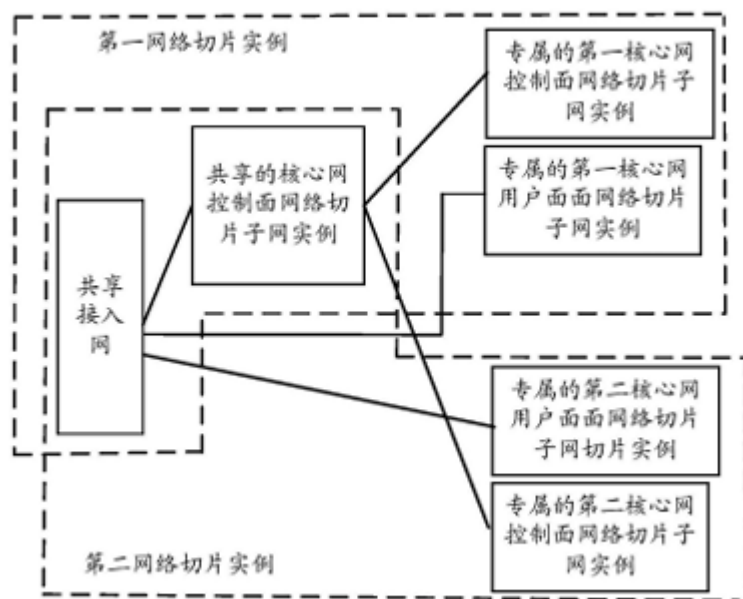 第一网络切片实例
专属的第一核心网
控制面网络切片子
网实例
共享的核心网
控制面网络切
片子网实例
专属的第一核心网
用户面面网络切片
子网实例
共享
接入
网
专属的第二核心网
用户面面网络切片
子网切片实例
专属的第二核心网
控制面网络切片子
网实例
第二网络切片实例